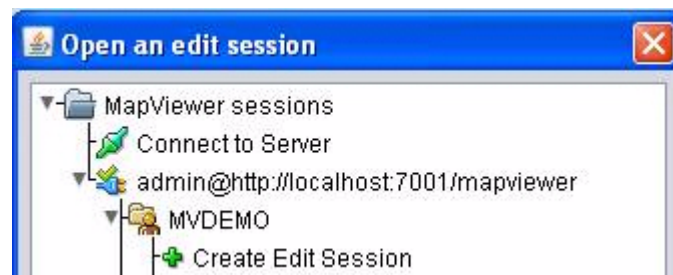 Open an edit session
MapViewer sessions
Connect to Server
admin@http://localhost:7001/mapviewer
MVDEMO
Create Edit Session